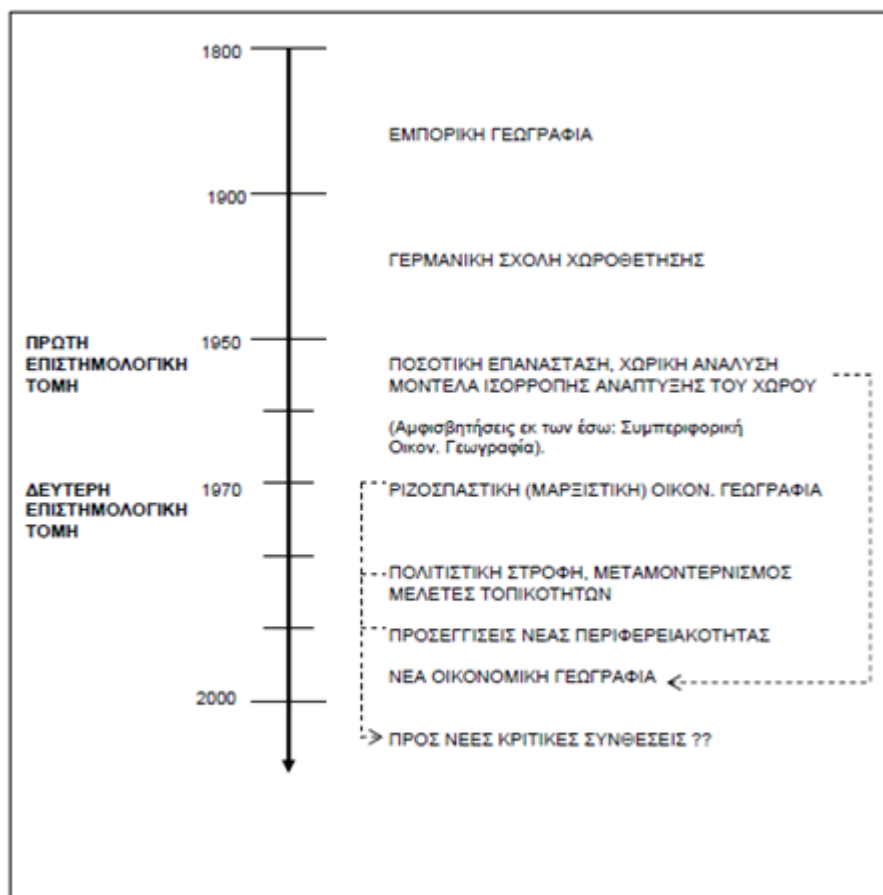 1800
ΕΜΠΟΡΙΚΗ ΓΕΩΓΡΑΦΙΑ
1900
ΓΕΡΜΑΝΙΚΗ ΣΧΟΛΗ ΧΩΡΟΘΕΤΗΣΗΣ
ΠΡΩΤΗ
ΕΠΙΣΤΗΜΟΛΟΓΙΚΗ
ΤΟΜΗ
1950
ΠΟΣΟΤΙΚΗ ΕΠΑΝΑΣΤΑΣΗ, ΧΩΡΙΚΗ ΑΝΑΛΥΣΗ
ΜΟΝΤΕΛΑ ΙΣΟΡΡΟΠΗΣ ΑΝΑΠΤΥΞΗΣ ΤΟΥ ΧΩΡΟΥ
(Αμφισβητήσεις εκ των έσω: Συμπεριφορική
Οικον. Γεωγραφία).
ΔΕΥΤΕΡΗ
ΕΠΙΣΤΗΜΟΛΟΓΙΚΗ
ΤΟΜΗ
1970
ΡΙΖΟΣΠΑΣΤΙΚΗ (ΜΑΡΞΙΣΤΙΚΗ) ΟΙΚΟΝ. ΓΕΩΓΡΑΦΙΑ
ΠΟΛΙΤΙΣΤΙΚΗ ΣΤΡΟΦΗ, ΜΕΤΑΜΟΝΤΕΡΝΙΣΜΟΣ
ΜΕΛΕΤΕΣ ΤΟΠΙΚΟΤΗΤΩΝ
ΠΡΟΣΕΓΓΙΣΕΙΣ ΝΕΑΣ ΠΕΡΙΦΕΡΕΙΑΚΟΤΗΤΑΣ
ΝΕΑ ΟΙΚΟΝΟΜΙΚΗ ΓΕΩΓΡΑΦΙΑ
2000
ΠΡΟΣ ΝΕΕΣ ΚΡΙΤΙΚΕΣ ΣΥΝΘΕΣΕΙΣ ??